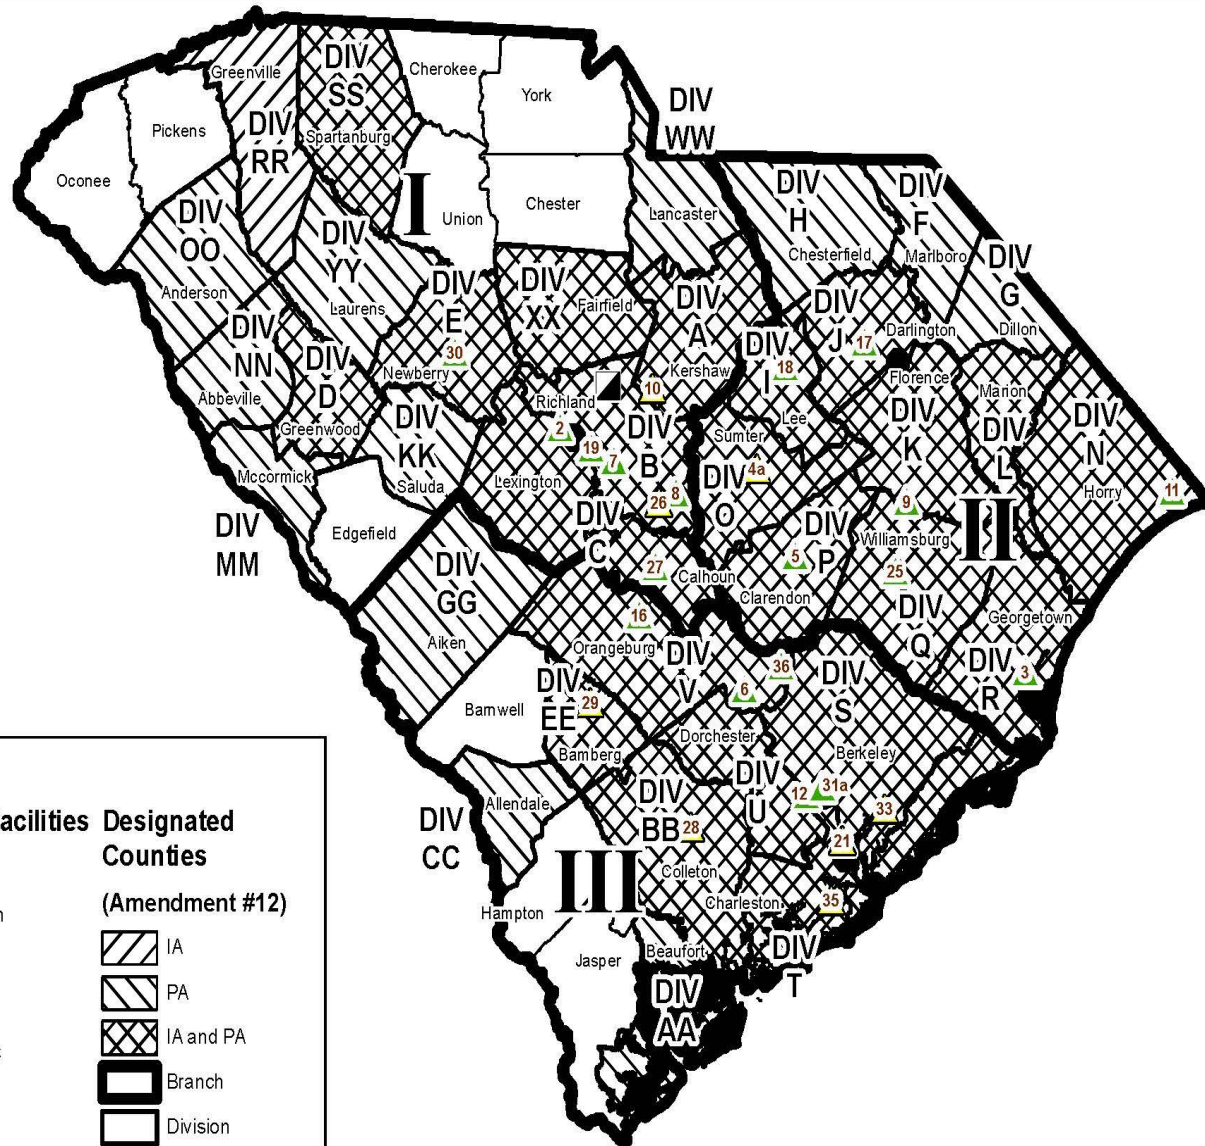 Greenville
DIV
SS
Cherokee
York
DIV
WW
Pickens
DIV
RR
Spartanburg
Oconee
I
Union
Chester
DIV
OO
Lancaster
DIV
H
DIV
F
Chesterfield
Marlboro
DIV
YY
DIV
G
Anderson
Laurens
DIV
E
DIV
XX
Fairfield
DIV
A
DIV
J
Darlington
Dillon
DIV
NN
DIV
D
30
Newberry
Kershaw
DIV
I
18
17
Florence
Marion
Abbeville
Greenwood
Richland
10
Lee
DIV
K
DIV
L
DIV
N
DIV
KK
2
DIV
B
Sumter
Mccormick
Saluda
Lexington
19
7
26
8
4a
DIV
O
Horry
11
DIV
MM
Edgefield
DIV
C
DIV
P
9
Williamsburg
II
DIV
GG
27
Calhoun
5
Clarendon
25
DIV
Q
Georgetown
Aiken
16
Orangeburg
DIV
V
36
6
DIV
S
DIV
R
3
Barnwell
DIV
EE
29
Bamberg
Dorchester
Berkeley
Allendale
DIV
CC
DIV
BB
28
DIV
U
12
31a
33
21
III
Colleton
Hampton
Charleston
35
Jasper
Beaufort
DIV
T
DIV
AA
acilities
Designated
Counties
(Amendment #12)
IA
PA
IA and PA
Branch
Division